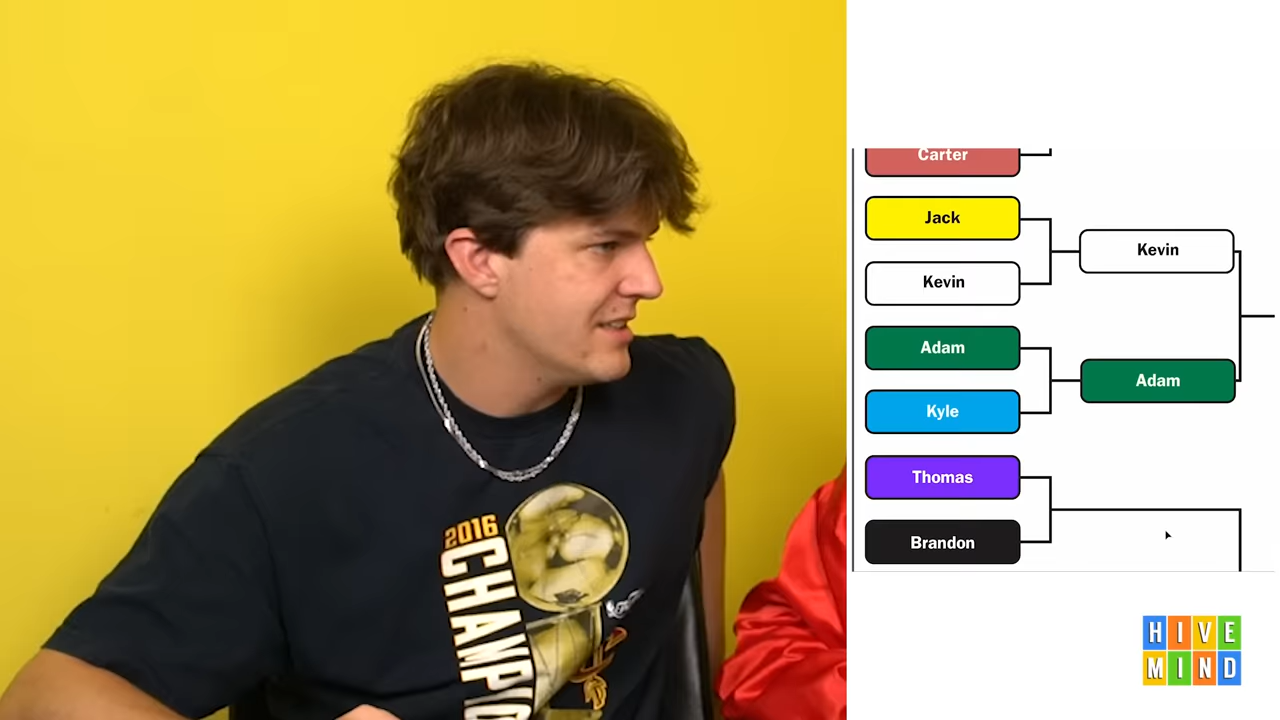 Carter
Jack
Kevin
Kevin
Adam
Adam
Kyle
Thomas
Brandon
2016
CHAMPIO
HIVE
MIND